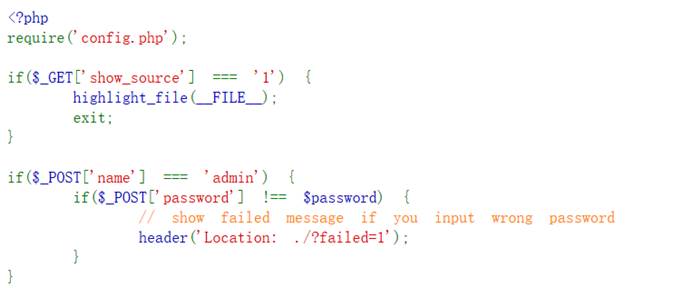 <?php
require('config.php');
if($_GET['show_source'] === '1') {
highlight_file(__FILE__);
exit;
}
if($_POST['name'] === 'admin') {
if($_POST['password'] !== $password) {
// show failed message if you input wrong password
header('Location: ./?failed=1');
}
}